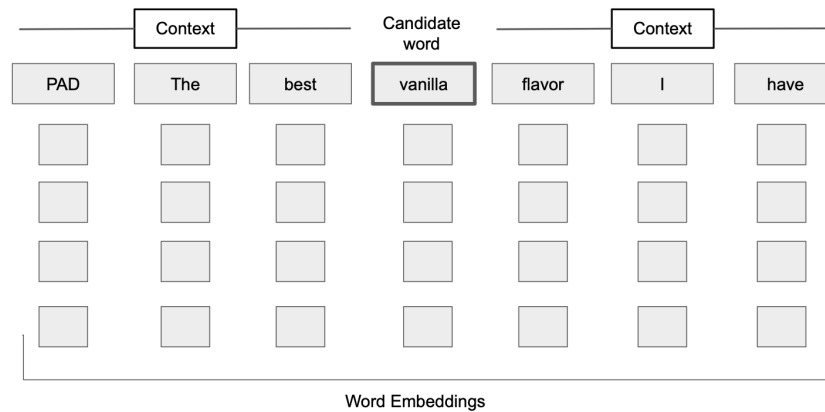 Context
Candidate
word
Context
PAD The best vanilla flavor I have
Word Embeddings